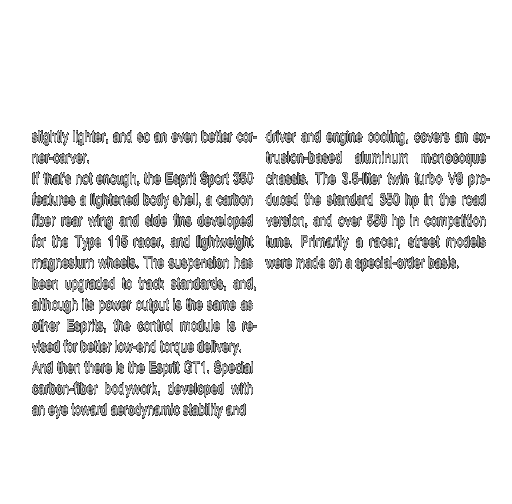 slightly lighter, and so an even better cor-
ner-carver.
If that's not enough, the Esprit Sport 350
features a lightened body shell, a carbon
fiber rear wing and side fins developed
for the Type 115 racer, and lightweight
magnesium wheels. The suspension has
been upgraded to track standards, and,
although its power output is the same as
other Esprits, the control module is re-
vised for better low-end torque delivery.
And then there is the Esprit GT1. Special
carbon-fiber bodywork, developed with
an eye toward aerodynamic stability and
driver and engine cooling, covers an ex-
trusion-based aluminum monocoque
chassis. The 3.5-liter twin turbo V8 pro-
duced the standard 350 hp in the road
version, and over 550 hp in competition
tune. Primarily a racer, street models
were made on a special-order basis.